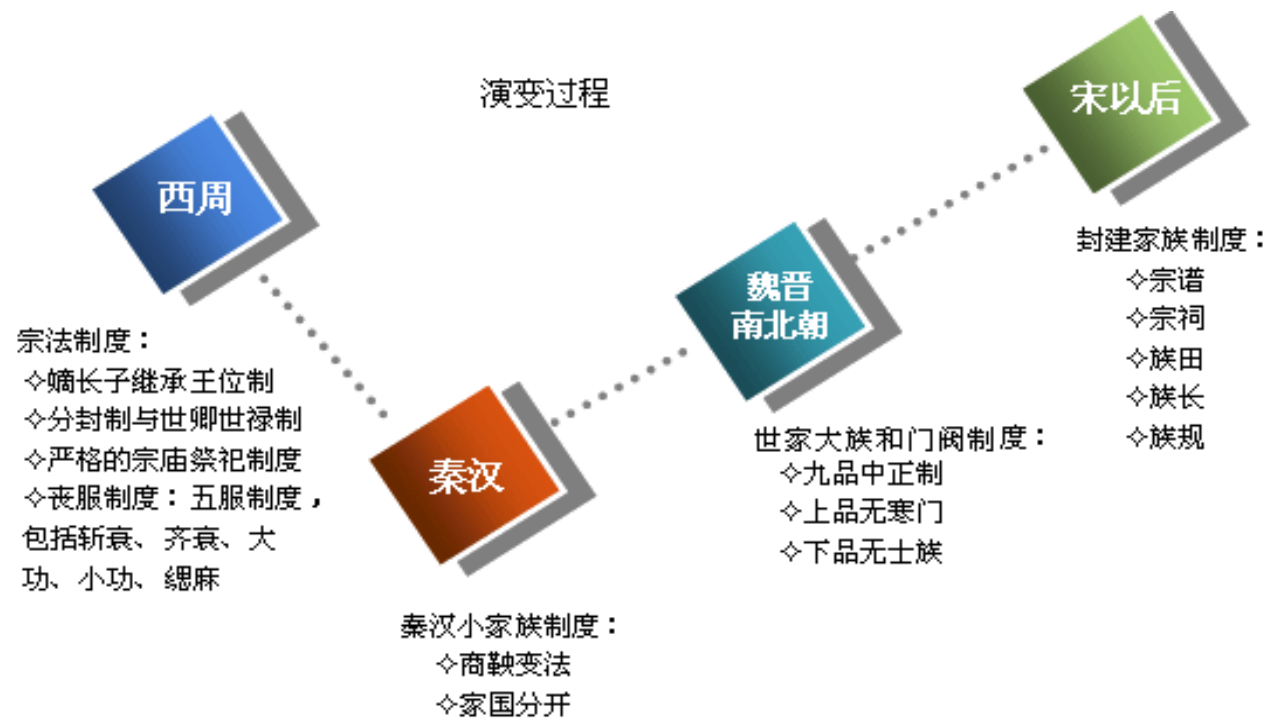 演变过程
西周
宗法制度：
✧嫡长子继承王位制
✧分封制与世卿世禄制
✧严格的宗庙祭祀制度
✧丧服制度：五服制度，
包括斩衰、齐衰、大
功、小功、缌麻
秦汉
秦汉小家族制度：
✧商鞅变法
✧家国分开
魏晋
南北朝
世家大族和门阀制度：
✧九品中正制
✧上品无寒门
✧下品无士族
宋以后
封建家族制度：
✧宗谱
✧宗祠
✧族田
✧族长
✧族规